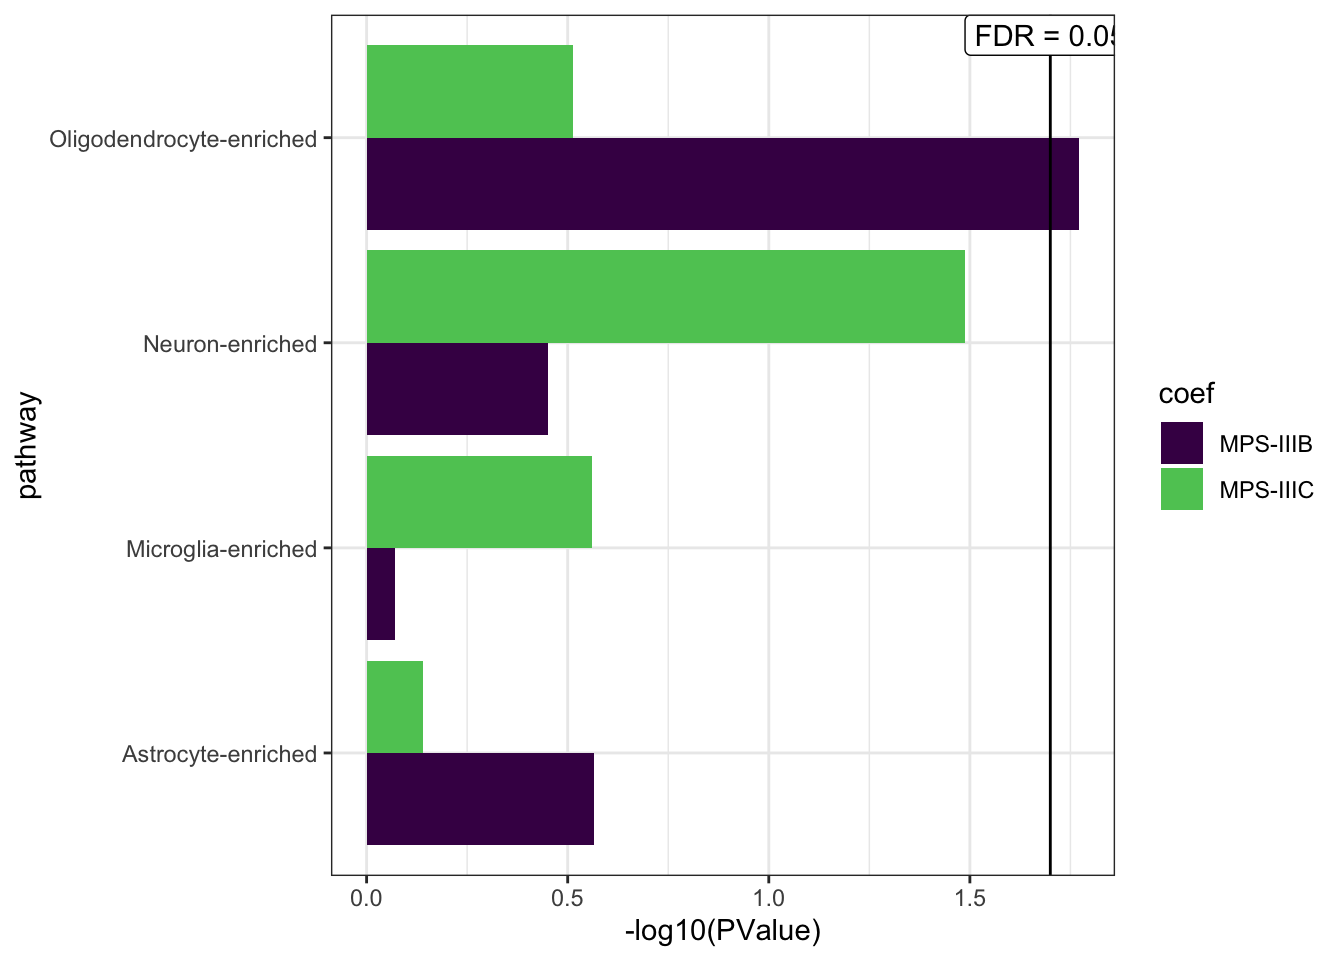 FDR = 0.05
Oligodendrocyte-enriched
Neuron-enriched
Microglia-enriched
Astrocyte-enriched
pathway
0.0 0.5 1.0 1.5
-log10(PValue)
coef
MPS-IIIB
MPS-IIIC